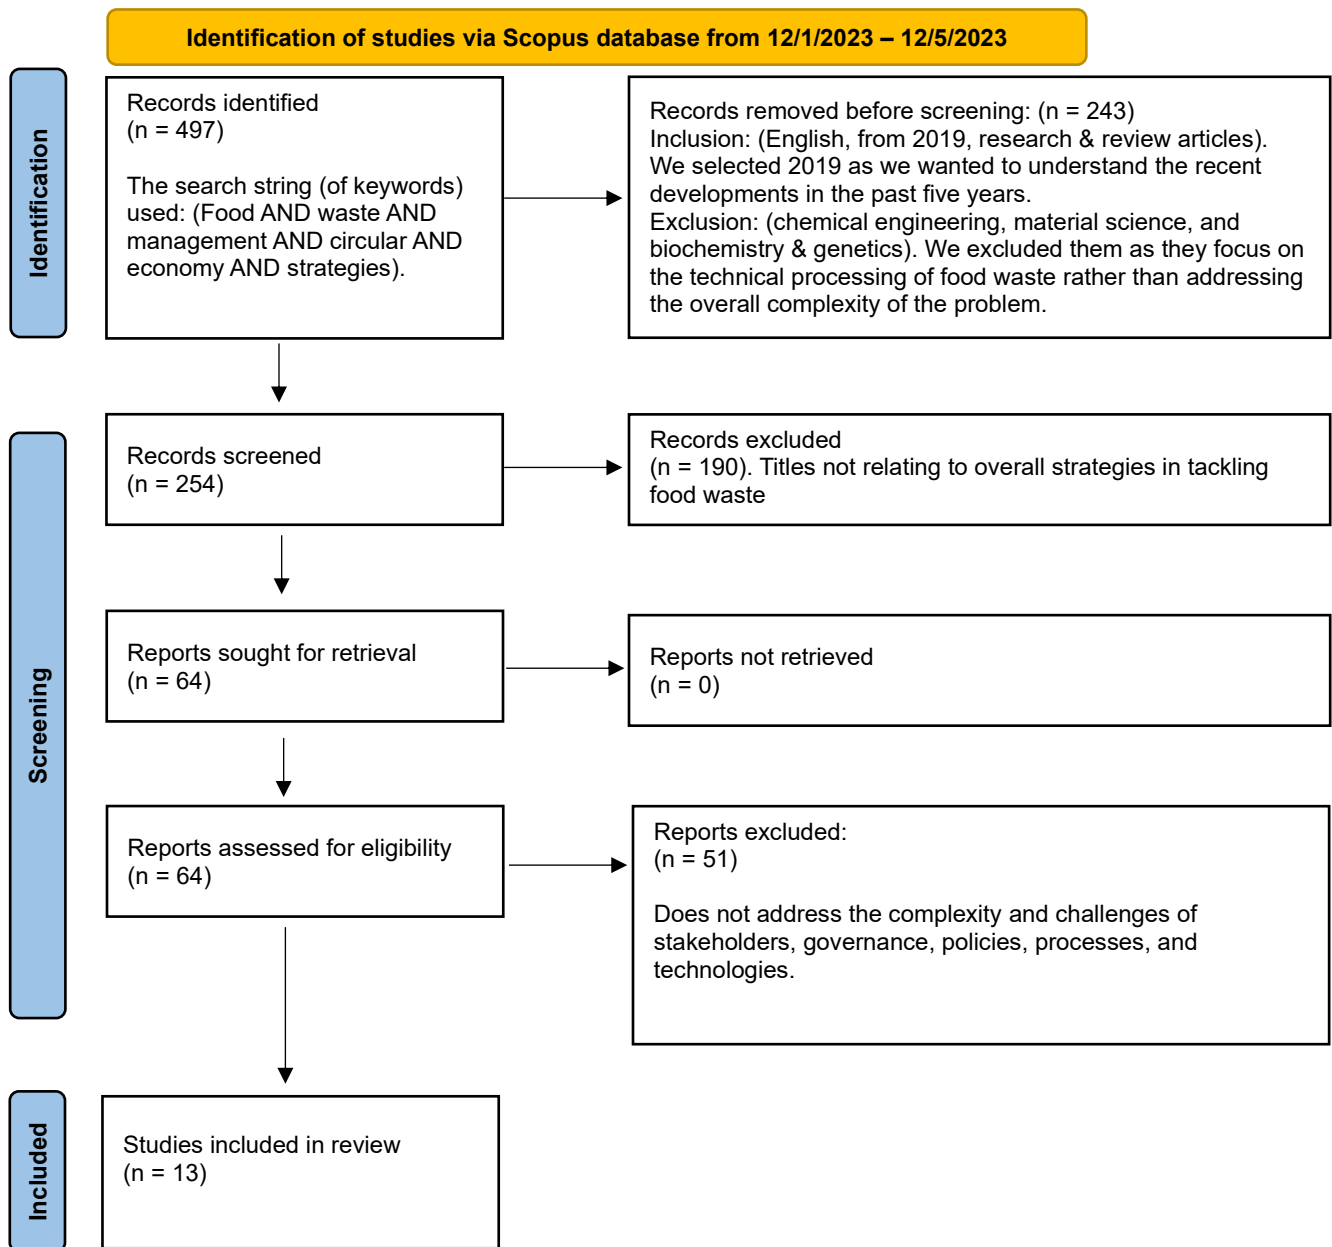 Identification of studies via Scopus database from 12/1/2023 – 12/5/2023
Identification
Records identified
(n = 497)
The search string (of keywords)
used: (Food AND waste AND
management AND circular AND
economy AND strategies).
Records removed before screening: (n = 243)
Inclusion: (English, from 2019, research & review articles).
We selected 2019 as we wanted to understand the recent
developments in the past five years.
Exclusion: (chemical engineering, material science, and
biochemistry & genetics). We excluded them as they focus on
the technical processing of food waste rather than addressing
the overall complexity of the problem.
Screening
Records screened
(n = 254)
Records excluded
(n = 190). Titles not relating to overall strategies in tackling
food waste
Reports sought for retrieval
(n = 64)
Reports not retrieved
(n = 0)
Reports assessed for eligibility
(n = 64)
Reports excluded:
(n = 51)
Does not address the complexity and challenges of
stakeholders, governance, policies, processes, and
technologies.
Included
Studies included in review
(n = 13)